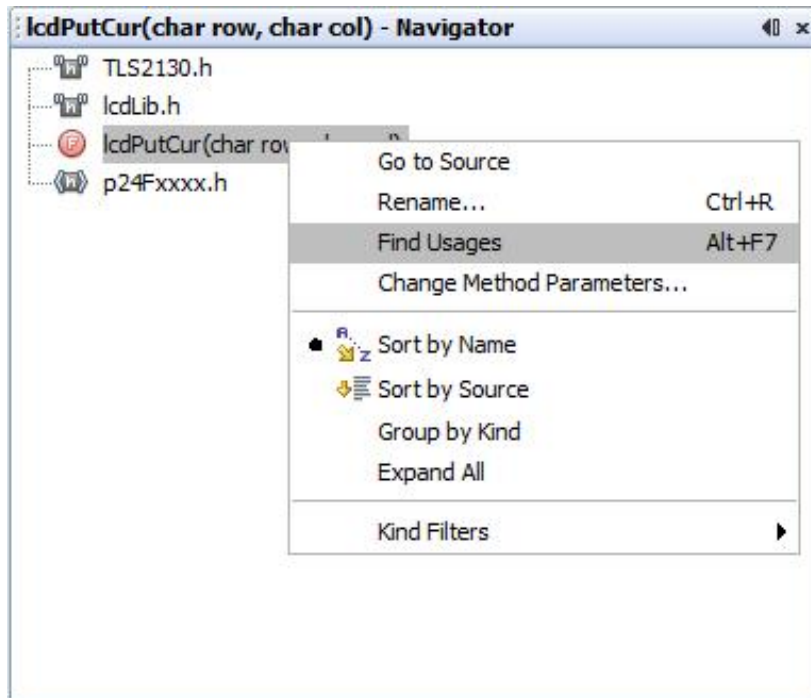 lcdPutCur(char row, char col) - Navigator
TLS2130.h
lcdLib.h
lcdPutCur(char row
p24Fxxxx.h
Go to Source
Rename... Ctrl+R
Find Usages Alt+F7
Change Method Parameters...
Sort by Name
Sort by Source
Group by Kind
Expand All
Kind Filters